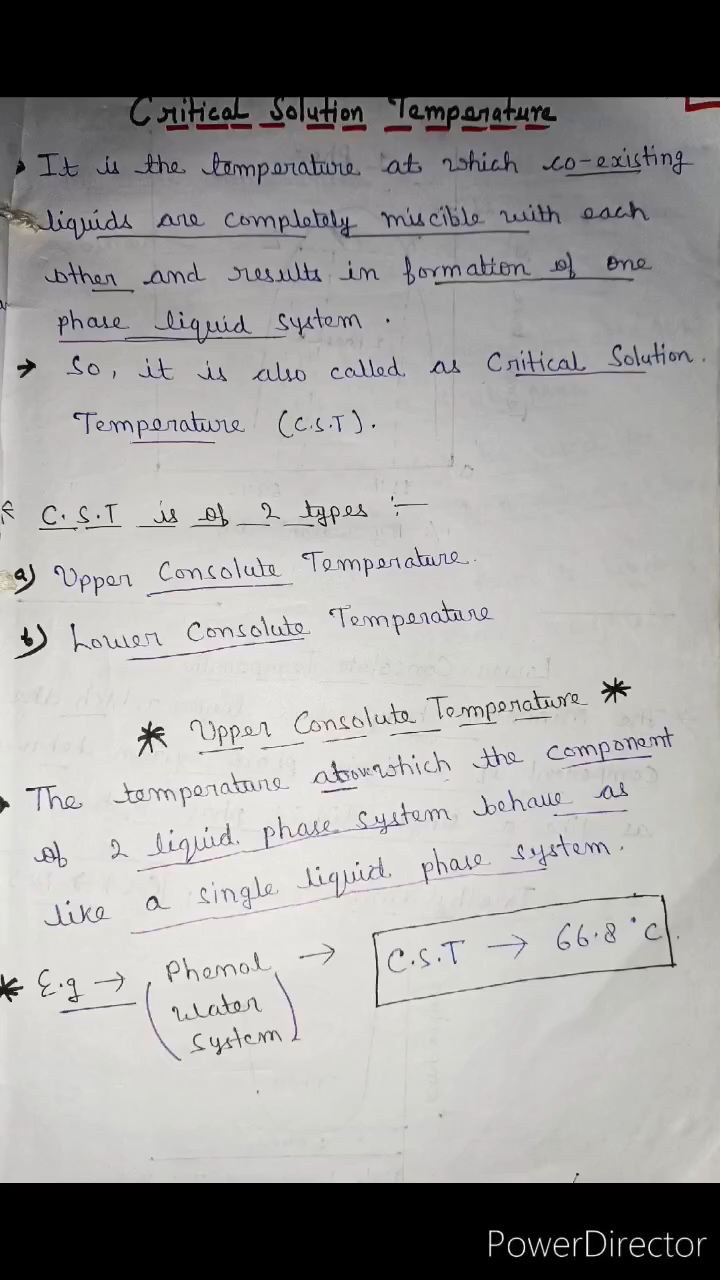 Critical Solution Temperature
It is the temperature at which co-existing
liquids are completely miscible with each
other and results in formation of one
phase liquid system.
→ So, it is also called as Critical Solution
Temperature (C.S.T).
C.S.T is of 2 types :-
a) Upper Consolute Temperature.
b) Lower Consolute Temperature
* Upper Consolute Temperature *
The temperature above which the component
of 2 liquid phase system behave as
like a single liquid phase system.
* E.g → (Phenol Water System) → C.S.T → 66.8°C.
PowerDirector